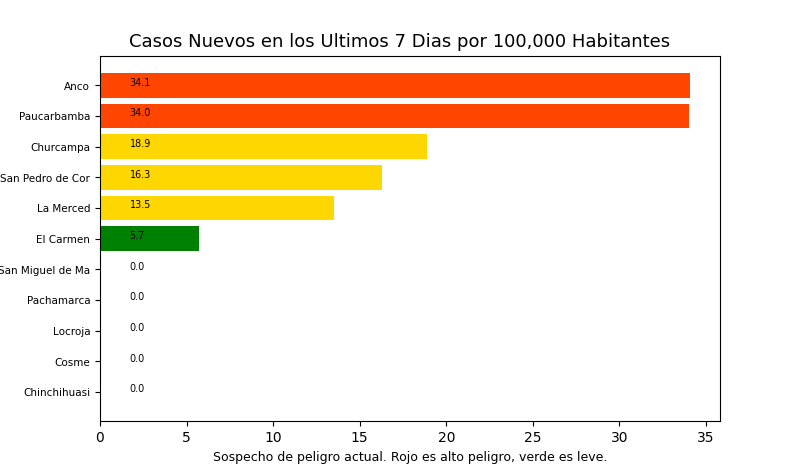 Casos Nuevos en los Ultimos 7 Dias por 100,000 Habitantes
Anco 34.1
Paucarbamba 34.0
Churcampa 18.9
San Pedro de Cor 16.3
La Merced 13.5
El Carmen 5.7
San Miguel de Ma 0.0
Pachamarca 0.0
Locroja 0.0
Cosme 0.0
Chinchihuasi 0.0
0 5 10 15 20 25 30 35
Sospecho de peligro actual. Rojo es alto peligro, verde es leve.